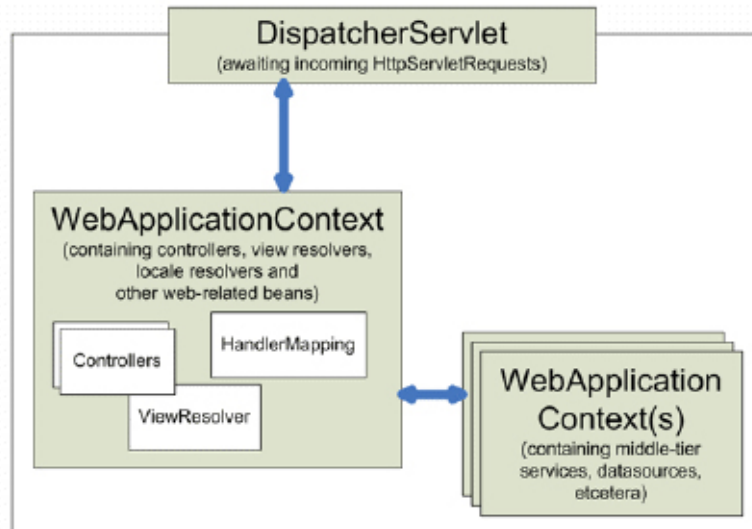 DispatcherServlet
(awaiting incoming HttpServletRequests)
WebApplicationContext
(containing controllers, view resolvers,
locale resolvers and
other web-related beans)
Controllers
HandlerMapping
ViewResolver
WebApplication
Context(s)
(containing middle-tier
services, datasources,
etcetera)